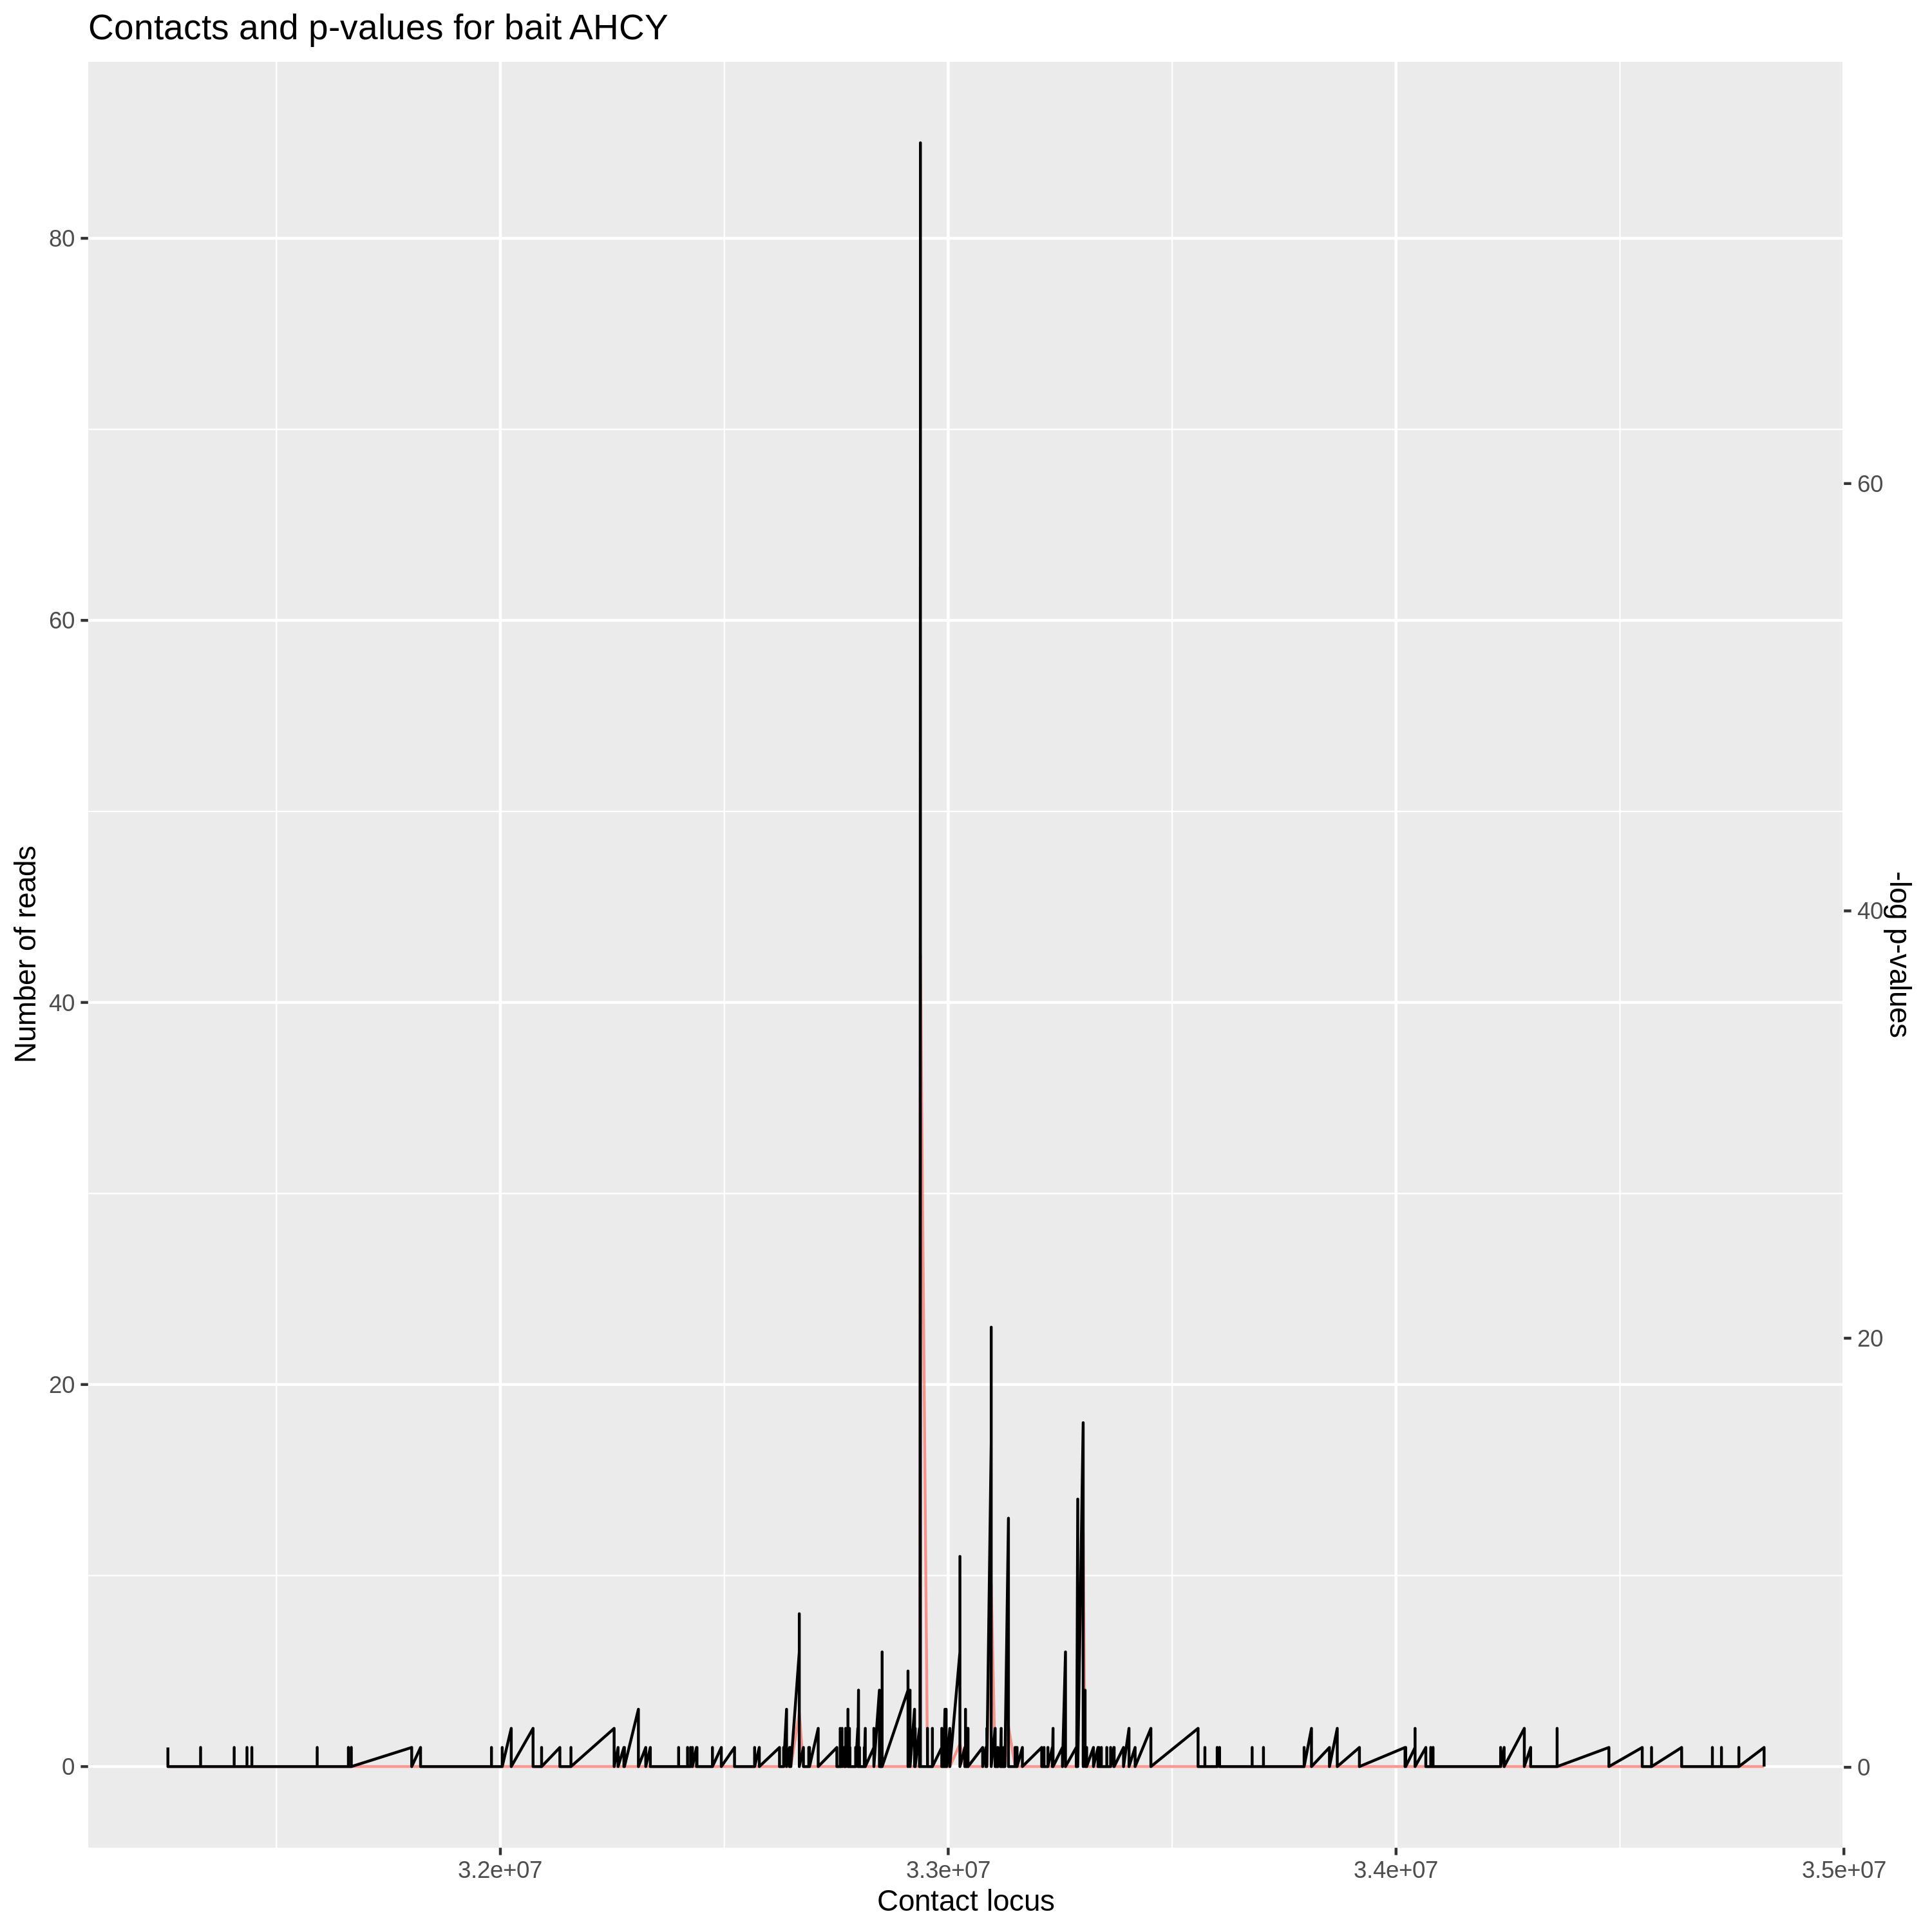 Contacts and p-values for bait AHCY
80
60
40
20
0
Number of reads
60
40
20
0
-log p-values
3.2e+07
3.3e+07
3.4e+07
3.5e+07
Contact locus